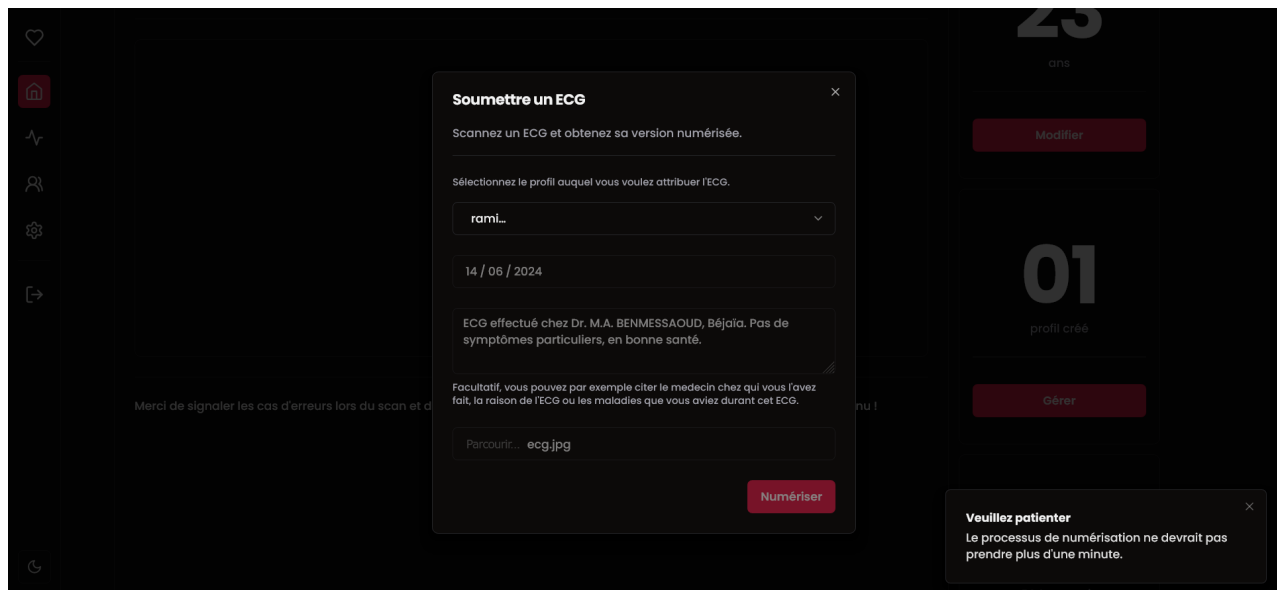 23
ans
Modifier
Soumettre un ECG
Scannez un ECG et obtenez sa version numérisée.
Sélectionnez le profil auquel vous voulez attribuer l'ECG.
rami...
14 / 06 / 2024
ECG effectué chez Dr. M.A. BENMESSAOUD, Béjaïa. Pas de
symptômes particuliers, en bonne santé.
Facultatif, vous pouvez par exemple citer le medecin chez qui vous l'avez
fait, la raison de l'ECG ou les maladies que vous aviez durant cet ECG.
Parcourir... ecg.jpg
Numériser
01
profil créé
Gérer
Merci de signaler les cas d'erreurs lors du scan et d
nu !
Veuillez patienter
Le processus de numérisation ne devrait pas
prendre plus d'une minute.